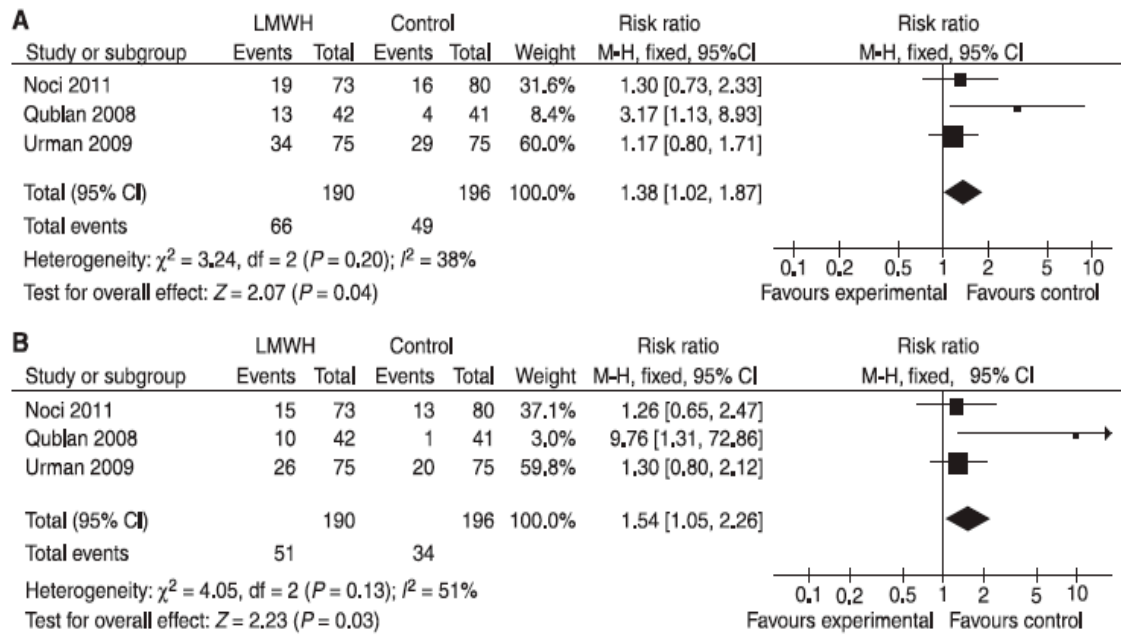 A
LMWH Control Risk ratio Risk ratio
Study or subgroup Events Total Events Total Weight M-H, fixed, 95%CI M-H, fixed, 95% CI
Noci 2011 19 73 16 80 31.6% 1.30 [0.73, 2.33]
Qublan 2008 13 42 4 41 8.4% 3.17 [1.13, 8.93]
Urman 2009 34 75 29 75 60.0% 1.17 [0.80, 1.71]
Total (95% CI) 190 196 100.0% 1.38 [1.02, 1.87]
Total events 66 49
Heterogeneity: χ² = 3.24, df = 2 (P = 0.20); I² = 38%
Test for overall effect: Z = 2.07 (P = 0.04)
0.1 0.2 0.5 1 2 5 10
Favours experimental Favours control
B
LMWH Control Risk ratio Risk ratio
Study or subgroup Events Total Events Total Weight M-H, fixed, 95% CI M-H, fixed, 95% CI
Noci 2011 15 73 13 80 37.1% 1.26 [0.65, 2.47]
Qublan 2008 10 42 1 41 3.0% 9.76 [1.31, 72.86]
Urman 2009 26 75 20 75 59.8% 1.30 [0.80, 2.12]
Total (95% CI) 190 196 100.0% 1.54 [1.05, 2.26]
Total events 51 34
Heterogeneity: χ² = 4.05, df = 2 (P = 0.13); I² = 51%
Test for overall effect: Z = 2.23 (P = 0.03)
0.1 0.2 0.5 1 2 5 10
Favours experimental Favours control